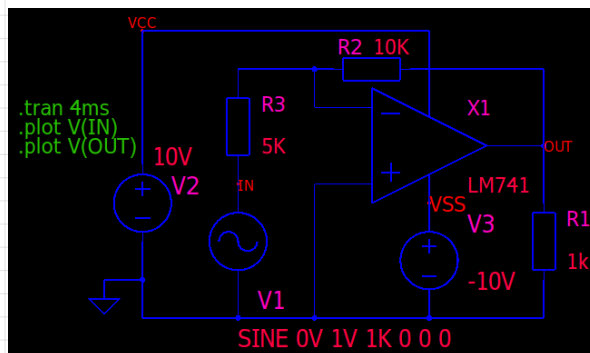 VCC
R2 10K
.tran 4ms
.plot V(IN)
.plot V(OUT)
R3
5K
X1
10V
V2
IN
OUT
LM741
VSS
V3
R1
1k
-10V
V1
SINE 0V 1V 1K 0 0 0